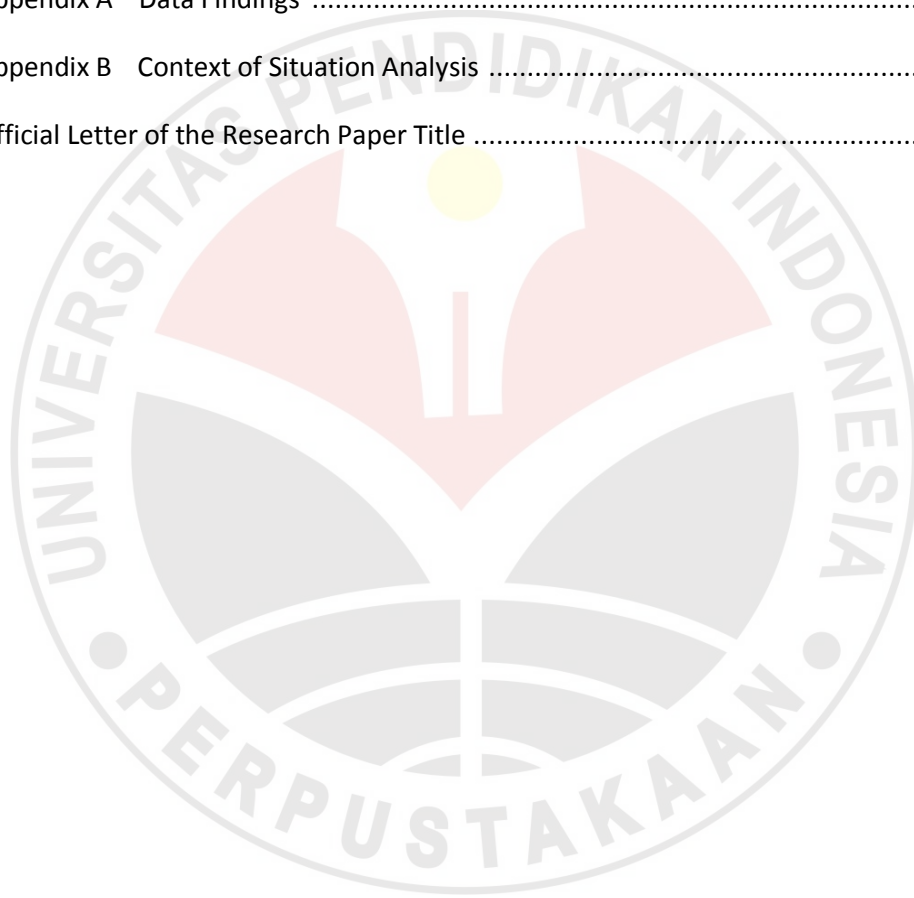 ppendix A Data Findings ........................................................................................
ppendix B Context of Situation Analysis ...............................................................
fficial Letter of the Research Paper Title .................................................................
UNIVERSITAS PENDIDIKAN INDONESIA
• PERPUSTAKAAN •